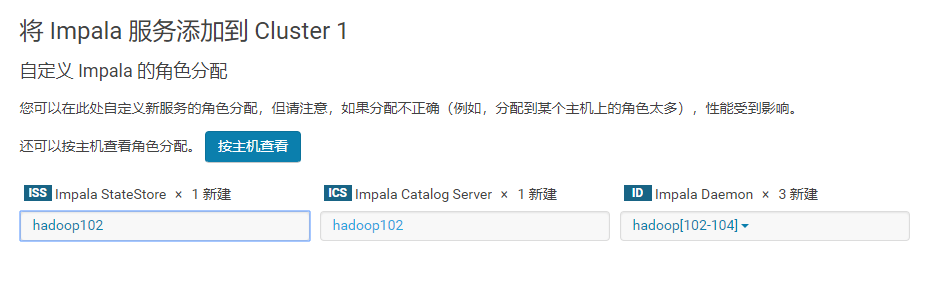 将 Impala 服务添加到 Cluster 1
自定义 Impala 的角色分配
您可以在此处自定义新服务的角色分配，但请注意，如果分配不正确（例如，分配到某个主机上的角色太多），性能受到影响。
还可以按主机查看角色分配。 按主机查看
ISS Impala StateStore × 1 新建 ICS Impala Catalog Server × 1 新建 ID Impala Daemon × 3 新建
hadoop102 hadoop102 hadoop[102-104]